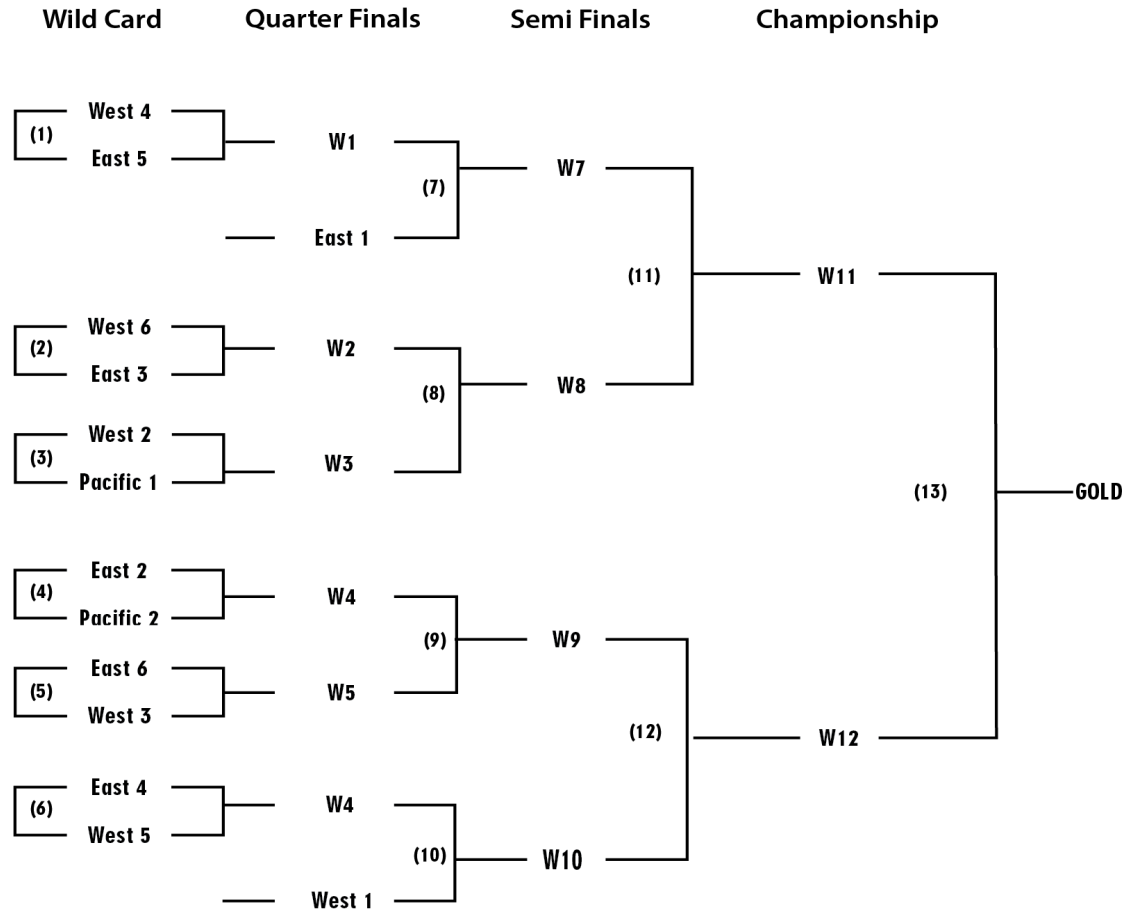 Wild Card Quarter Finals Semi Finals Championship
West 4
(1)
East 5
W1
(7)
East 1
W7
West 6
(2)
East 3
W2
(8)
West 2
(3)
Pacific 1
W3
W8
(11)
W11
East 2
(4)
Pacific 2
W4
(9)
East 6
(5)
West 3
W5
W9
(12)
East 4
(6)
West 5
W4
(10)
West 1
W10
W12
(13)
GOLD